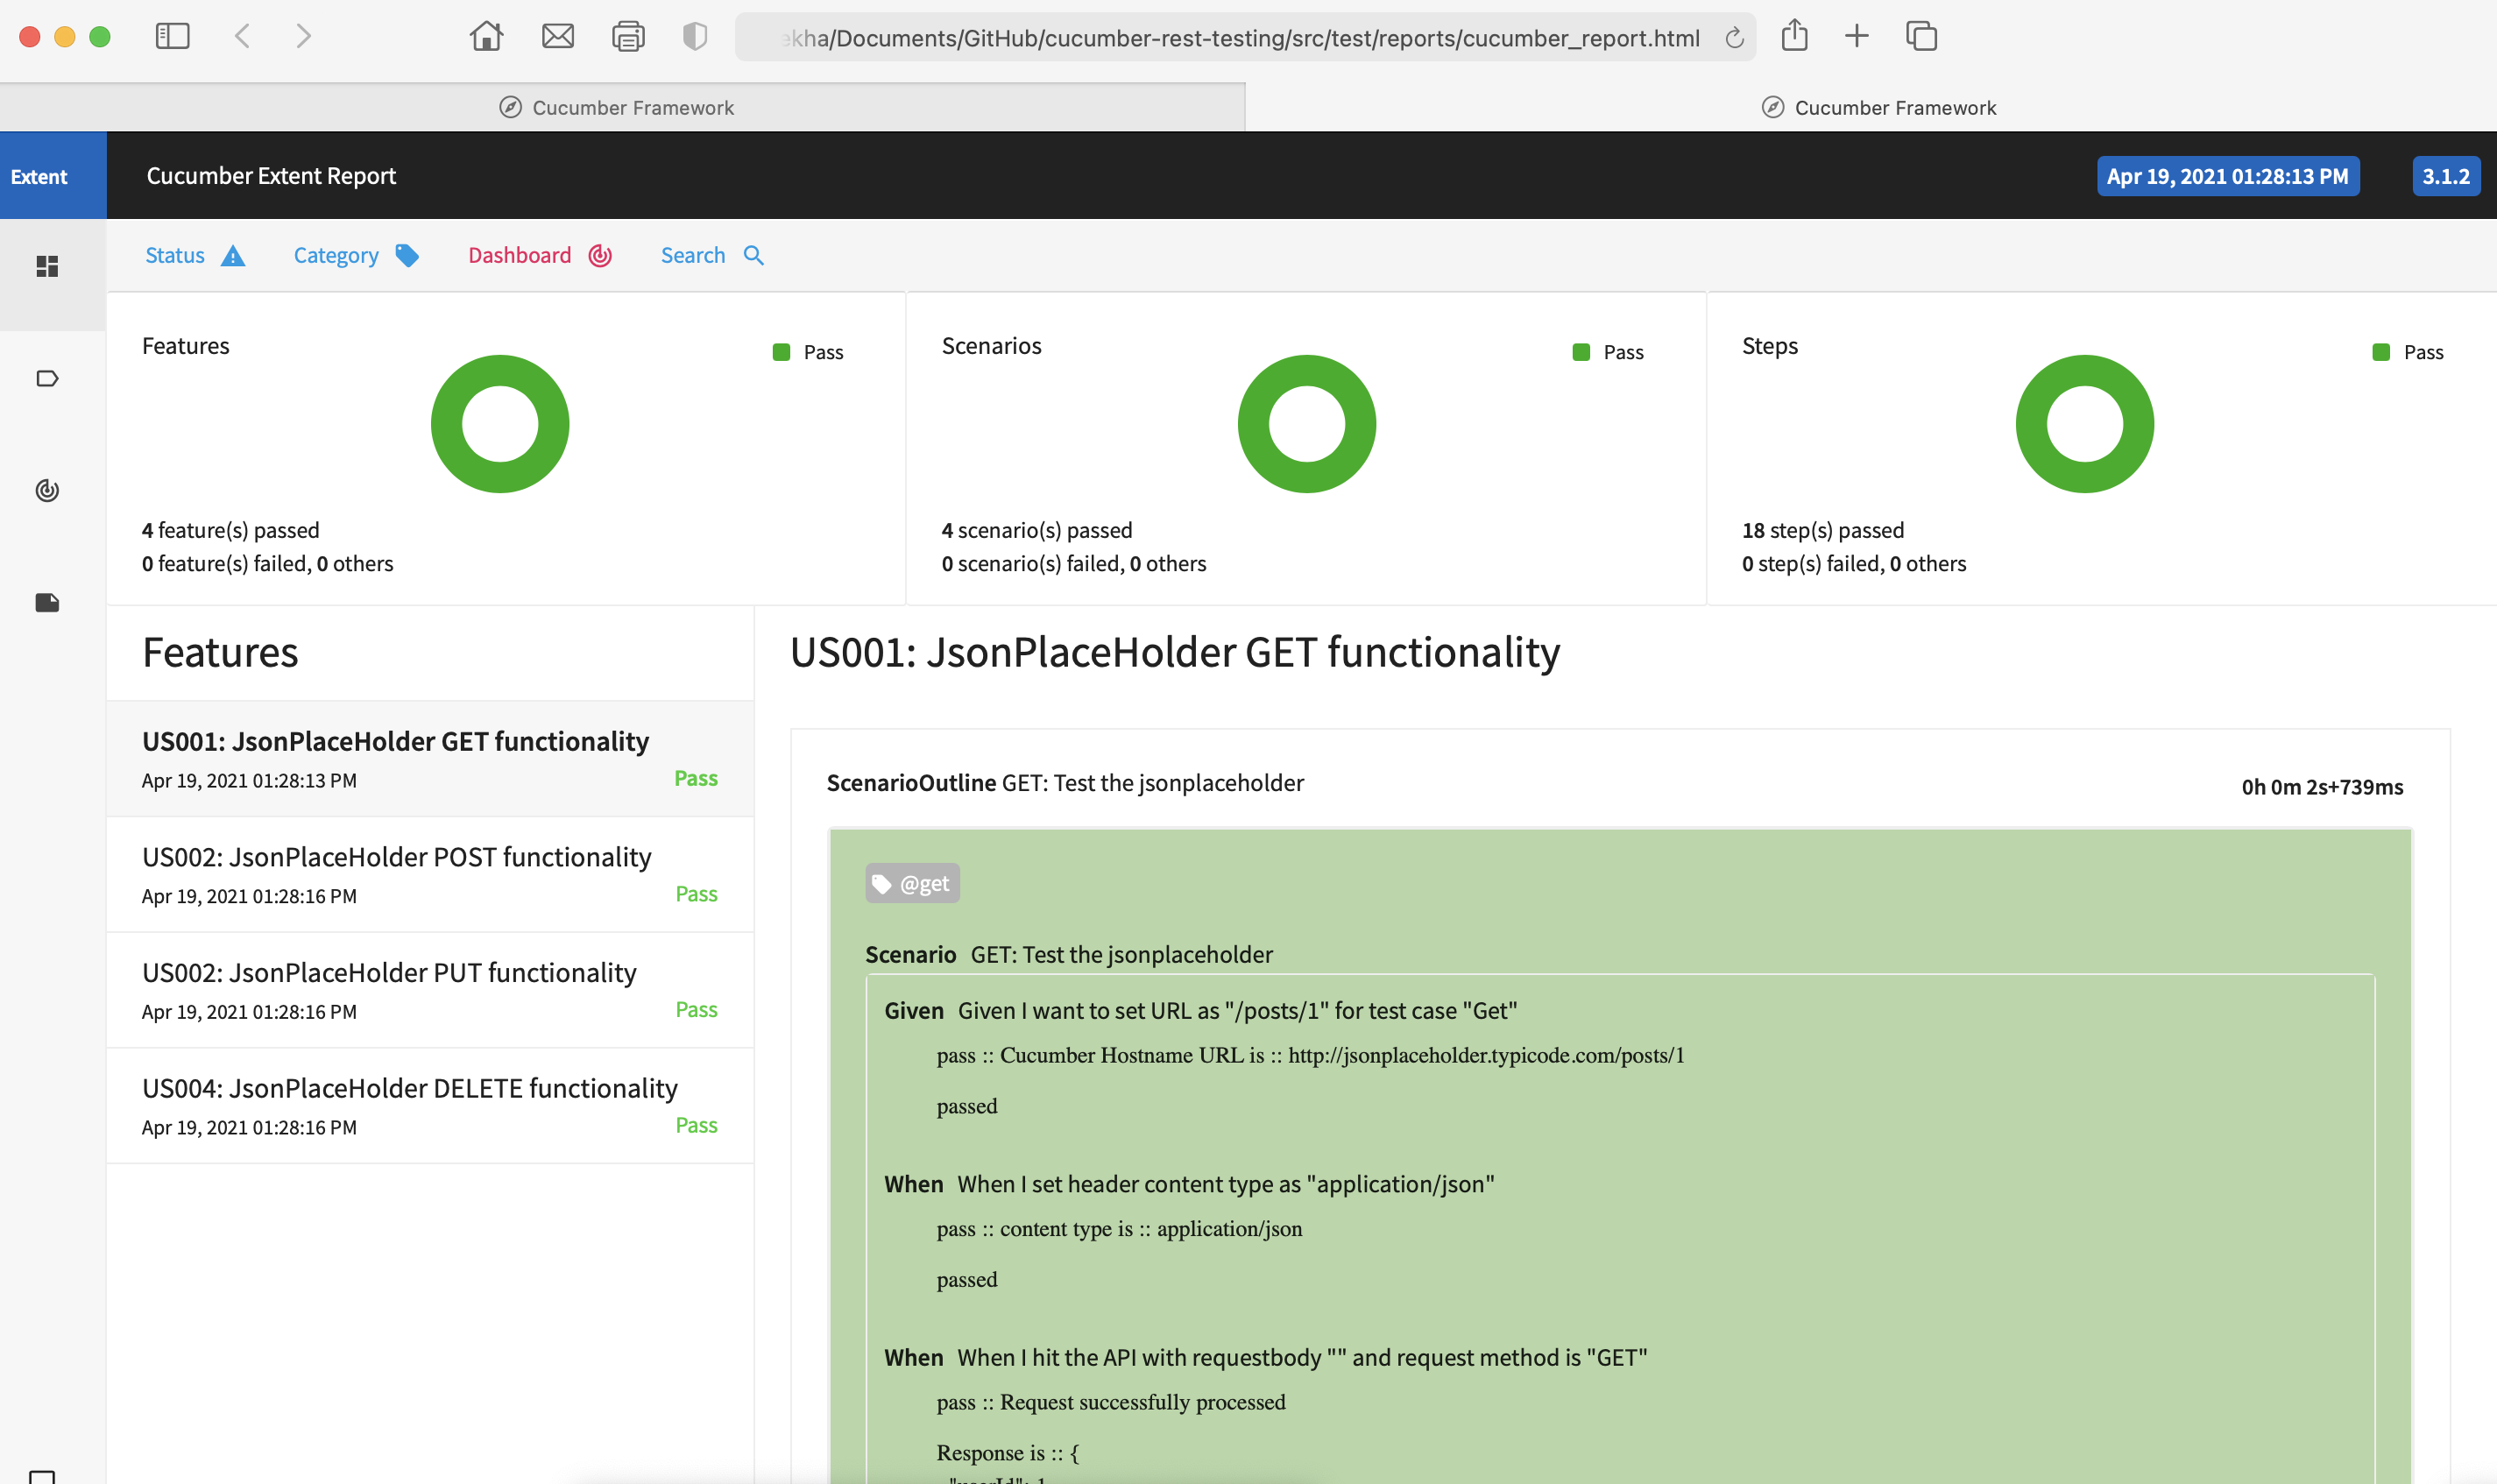 ekha/Documents/GitHub/cucumber-rest-testing/src/test/reports/cucumber_report.html
Cucumber Framework
Cucumber Framework
Extent
Cucumber Extent Report
Apr 19, 2021 01:28:13 PM
3.1.2
Status
Category
Dashboard
Search
Features
Pass
4 feature(s) passed
0 feature(s) failed, 0 others
Scenarios
Pass
4 scenario(s) passed
0 scenario(s) failed, 0 others
Steps
Pass
18 step(s) passed
0 step(s) failed, 0 others
Features
US001: JsonPlaceHolder GET functionality
Apr 19, 2021 01:28:13 PM
Pass
US002: JsonPlaceHolder POST functionality
Apr 19, 2021 01:28:16 PM
Pass
US002: JsonPlaceHolder PUT functionality
Apr 19, 2021 01:28:16 PM
Pass
US004: JsonPlaceHolder DELETE functionality
Apr 19, 2021 01:28:16 PM
Pass
US001: JsonPlaceHolder GET functionality
ScenarioOutline GET: Test the jsonplaceholder
0h 0m 2s+739ms
@get
Scenario GET: Test the jsonplaceholder
Given Given I want to set URL as "/posts/1" for test case "Get"
pass :: Cucumber Hostname URL is :: http://jsonplaceholder.typicode.com/posts/1
passed
When When I set header content type as "application/json"
pass :: content type is :: application/json
passed
When When I hit the API with requestbody "" and request method is "GET"
pass :: Request successfully processed
Response is :: {
"userId": 1